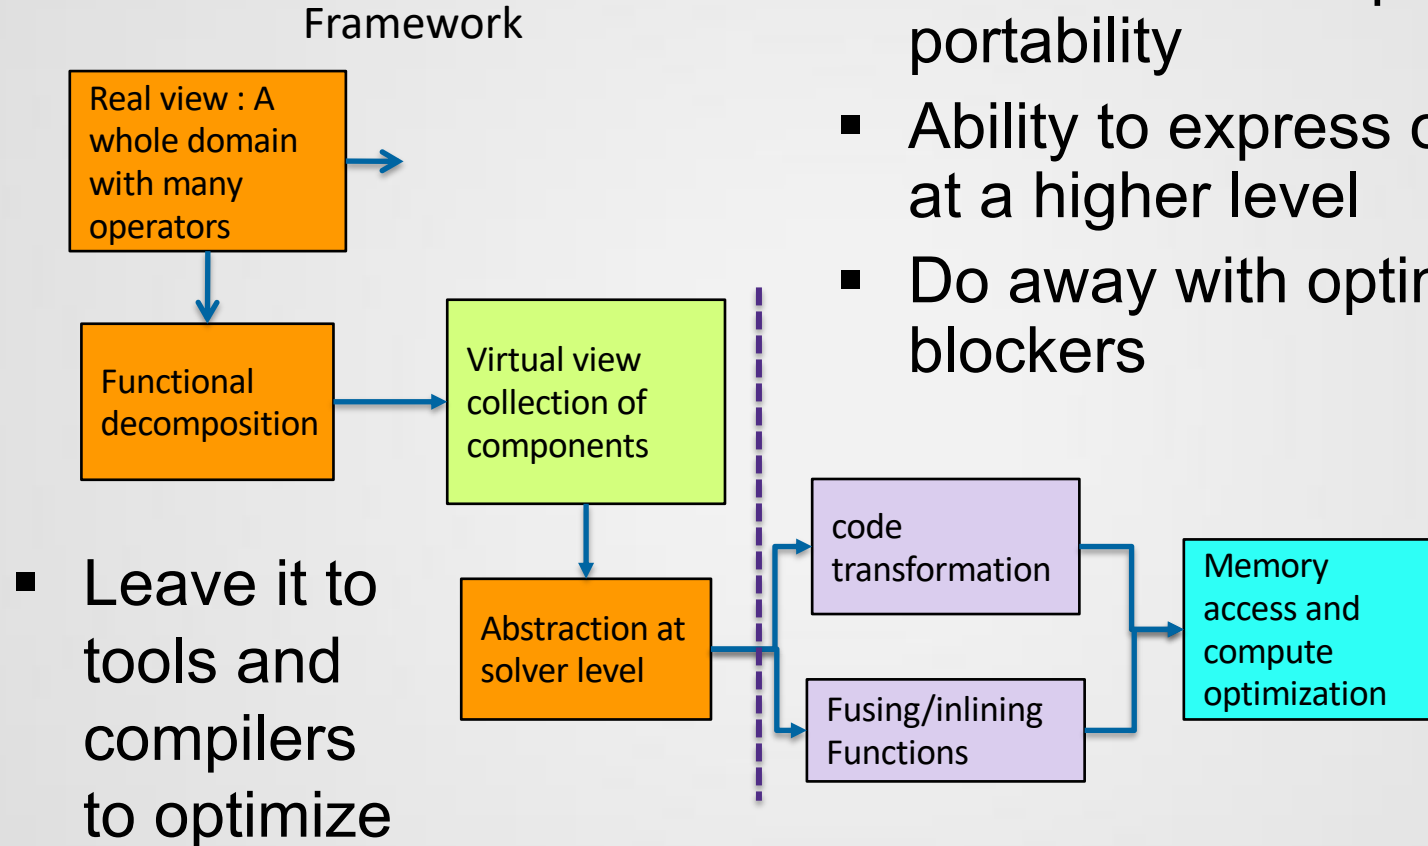 Framework
Real view : A
whole domain
with many
operators
Functional
decomposition
Virtual view
collection of
components
Abstraction at
solver level
code
transformation
Fusing/inlining
Functions
Memory
access and
compute
optimization
▪ Leave it to
tools and
compilers
to optimize
portability
▪ Ability to express
at a higher level
▪ Do away with
blockers